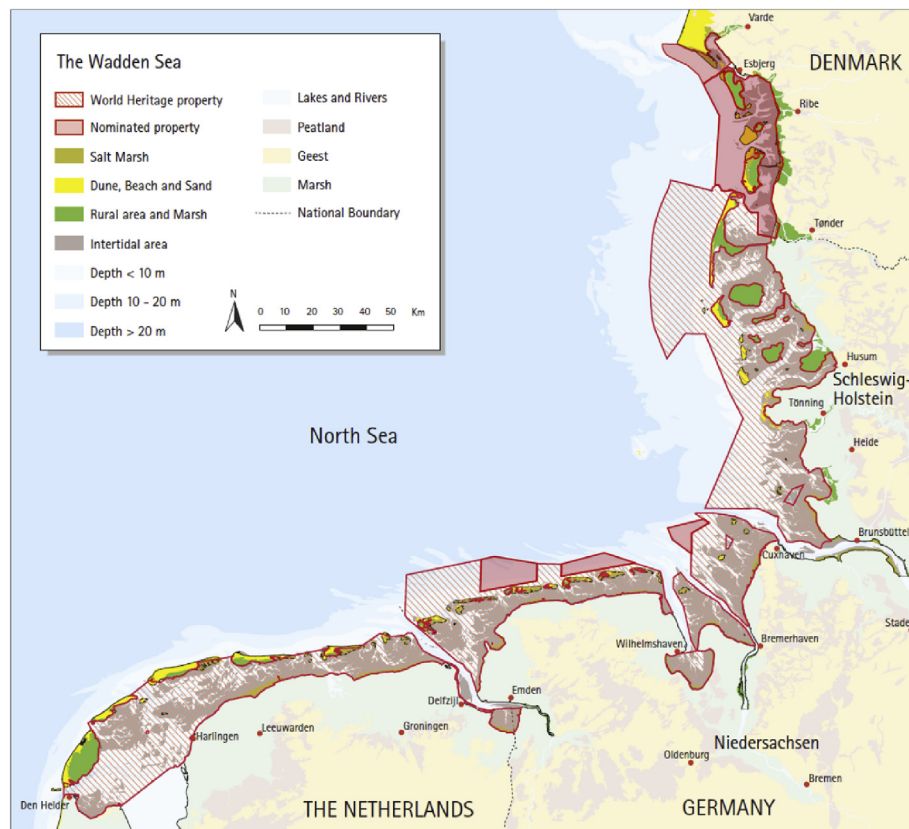 The Wadden Sea
World Heritage property
Nominated property
Salt Marsh
Dune, Beach and Sand
Rural area and Marsh
Intertidal area
Depth < 10 m
Depth 10 - 20 m
Depth > 20 m
Lakes and Rivers
Peatland
Geest
Marsh
National Boundary
N
0 10 20 30 40 50 Km
Varde
Esbjerg
DENMARK
Ribe
Tønder
Husum
Schleswig-
Holstein
Tönning
North Sea
Heide
Brunsbüttel
Cuxhaven
Stade
Wilhelmshaven
Bremerhaven
Emden
Delfzijl
Groningen
Leeuwarden
Harlingen
Niedersachsen
Oldenburg
Bremen
Den Helder
THE NETHERLANDS
GERMANY